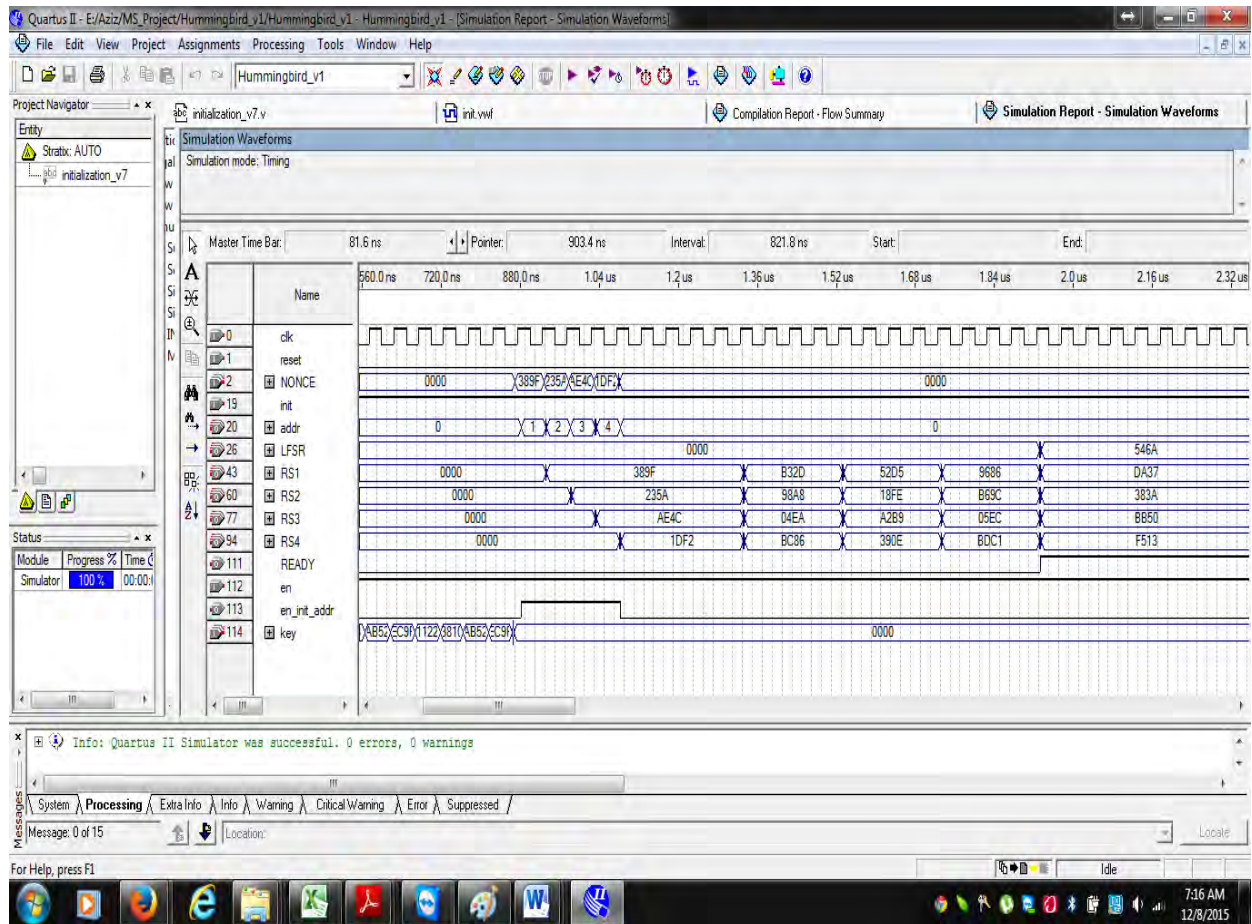 Quartus II - E:/Aziz/MS_Project/Hummingbird_v1/Hummingbird_v1 - Hummingbird_v1 - [Simulation Report - Simulation Waveforms]
File Edit View Project Assignments Processing Tools Window Help
Hummingbird_v1
Project Navigator
Entity
Stratix: AUTO
initialization_v7
initialization_v7.v
init.vwf
Compilation Report - Flow Summary
Simulation Report - Simulation Waveforms
Simulation Waveforms
Simulation mode: Timing
Master Time Bar: 81.6 ns Pointer: 903.4 ns Interval: 821.8 ns Start: End:
Name
560.0 ns 720.0 ns 880.0 ns 1.04 us 1.2 us 1.36 us 1.52 us 1.68 us 1.84 us 2.0 us 2.16 us 2.32 us
0 clk
1 reset
2 NONCE 0000 389F 235A AE4C 1DF2 0000
19 init
20 addr 0 1 2 3 4 0
26 LFSR 0000 546A
43 RS1 0000 389F B32D 52D5 9686 DA37
60 RS2 0000 235A 98A8 18FE B69C 383A
77 RS3 0000 AE4C 04EA A2B9 05EC BB50
94 RS4 0000 1DF2 BC86 390E BDC1 F513
111 READY
112 en
113 en_init_addr
114 key AB52 EC9F 1122 3810 AB52 EC9F 0000
Status
Module Progress % Time
Simulator 100 % 00:00:
Info: Quartus II Simulator was successful. 0 errors, 0 warnings
Messages
System Processing Extra Info Info Warning Critical Warning Error Suppressed
Message: 0 of 15 Location: Locate
For Help, press F1 Idle
7:16 AM
12/8/2015